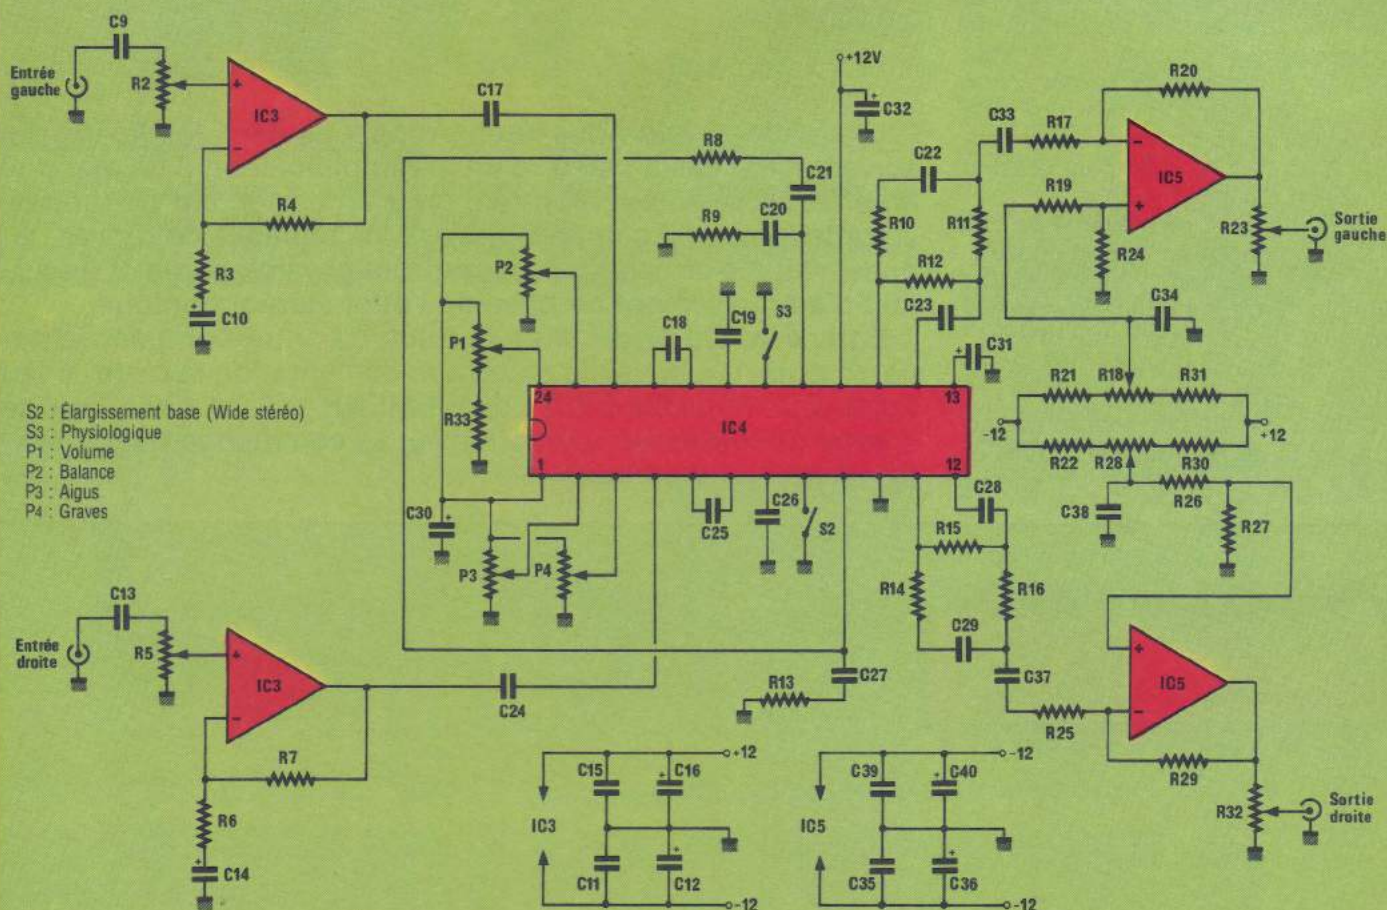 C9
Entrée
gauche
R2
IC3
R4
R3
C10
C17
R8
C21
R9
C20
P2
P1
R33
C18
C19
S3
+12V
C32
C22
R10
R11
R12
C23
C31
C33
R17
R20
R19
IC5
R24
R23
Sortie
gauche
C34
R21
R18
R31
-12
+12
R22
R28
R30
R26
C38
R27
S2 : Élargissement base (Wide stéréo)
S3 : Physiologique
P1 : Volume
P2 : Balance
P3 : Aigus
P4 : Graves
24
13
IC4
1
12
C30
P3
P4
C25
C26
S2
C28
R15
R14
R16
C29
C37
C27
R13
R25
IC5
R29
R32
Sortie
droite
C13
Entrée
droite
R5
IC3
C24
R7
R6
C14
+12
C15
C16
IC3
C11
C12
-12
-12
C39
C40
IC5
C35
C36
-12